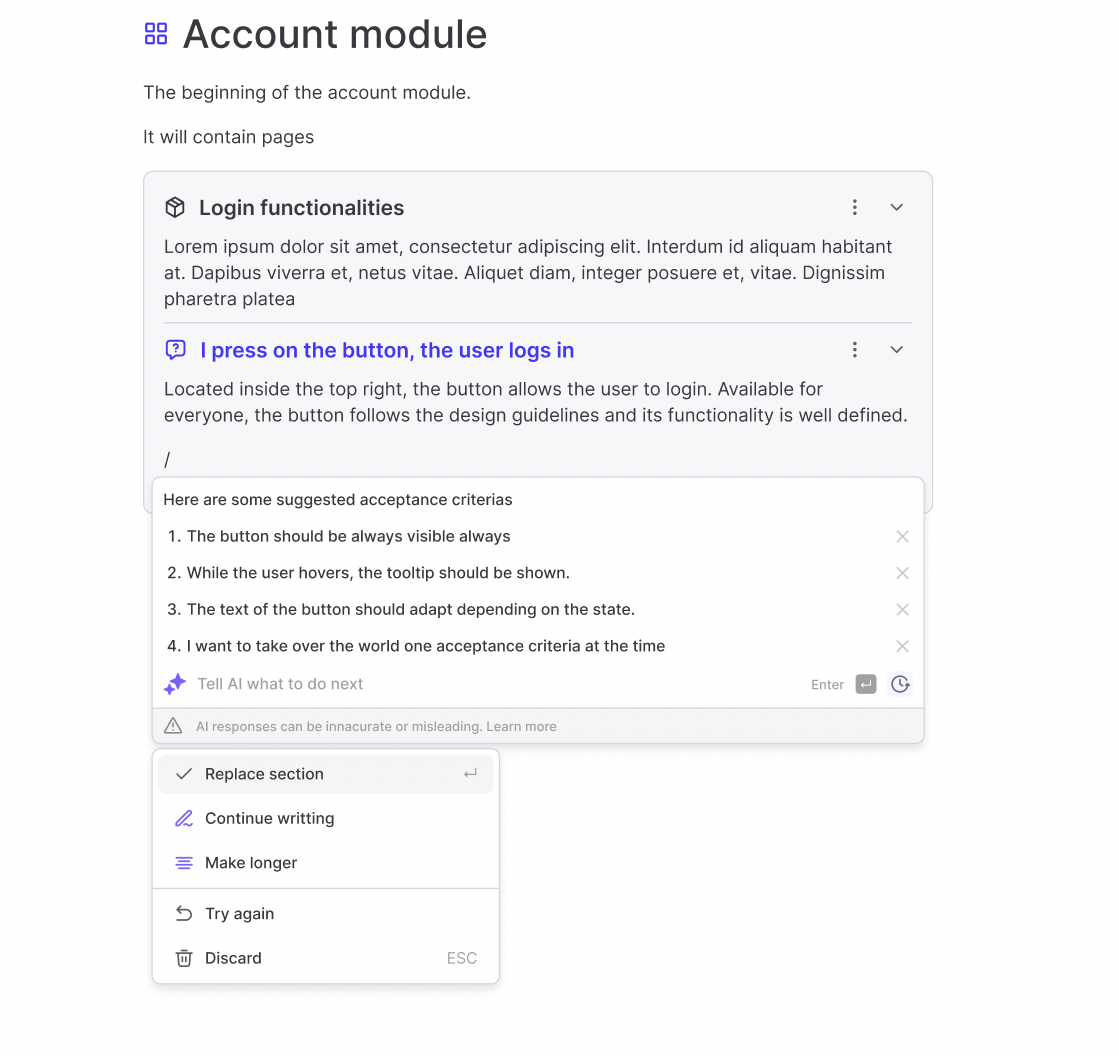 Account module
The beginning of the account module.
It will contain pages
Login functionalities
Lorem ipsum dolor sit amet, consectetur adipiscing elit. Interdum id aliquam habitant
at. Dapibus viverra et, netus vitae. Aliquet diam, integer posuere et, vitae. Dignissim
pharetra platea
I press on the button, the user logs in
Located inside the top right, the button allows the user to login. Available for
everyone, the button follows the design guidelines and its functionality is well defined.
/
Here are some suggested acceptance criterias
1. The button should be always visible always
2. While the user hovers, the tooltip should be shown.
3. The text of the button should adapt depending on the state.
4. I want to take over the world one acceptance criteria at the time
Tell AI what to do next Enter
AI responses can be innacurate or misleading. Learn more
Replace section
Continue writting
Make longer
Try again
Discard ESC